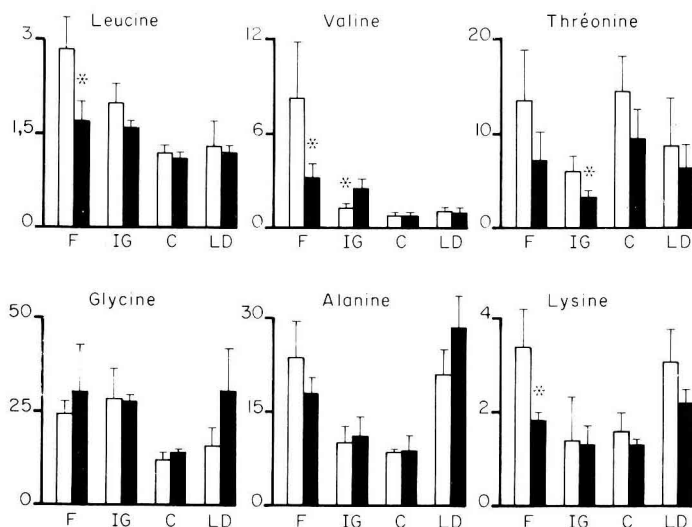 Leucine
Valine
Thréonine
3
1,5
0
12
6
0
20
10
0
*
*
*
*
F IG C LD
F IG C LD
F IG C LD
Glycine
Alanine
Lysine
50
25
0
30
15
0
4
2
0
*
F IG C LD
F IG C LD
F IG C LD